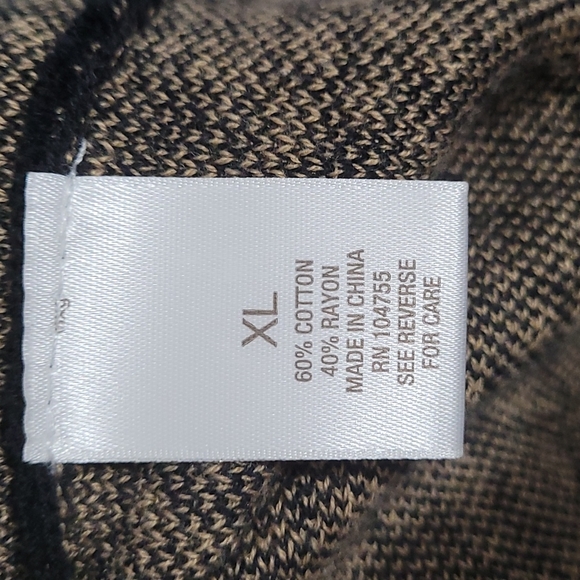 XL
60% COTTON
40% RAYON
MADE IN CHINA
RN 104755
SEE REVERSE
FOR CARE